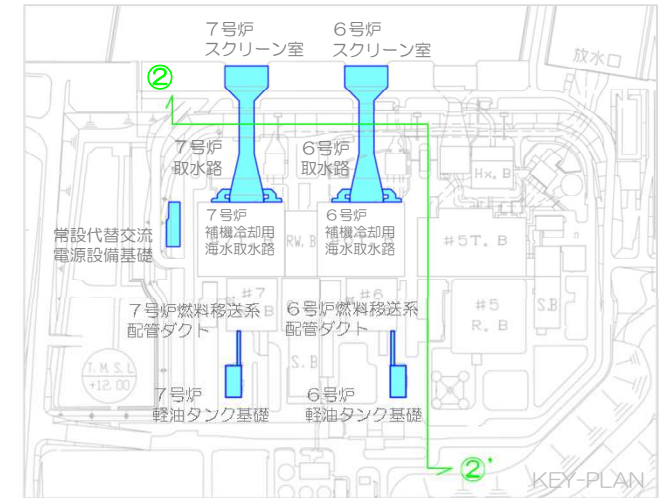 7号炉
スクリーン室
6号炉
スクリーン室
放水口
②
7号炉
取水路
6号炉
取水路
Hx. B
常設代替交流
電源設備基礎
7号炉
補機冷却用
海水取水路
RW. B
6号炉
補機冷却用
海水取水路
#5T. B
7号炉燃料移送系
配管ダクト
#7
6号炉燃料移送系
配管ダクト
#6
#5
R. B
S.B
T. M. S. L
+12. 00
S. B
7号炉
軽油タンク基礎
6号炉
軽油タンク基礎
②'
KEY-PLAN